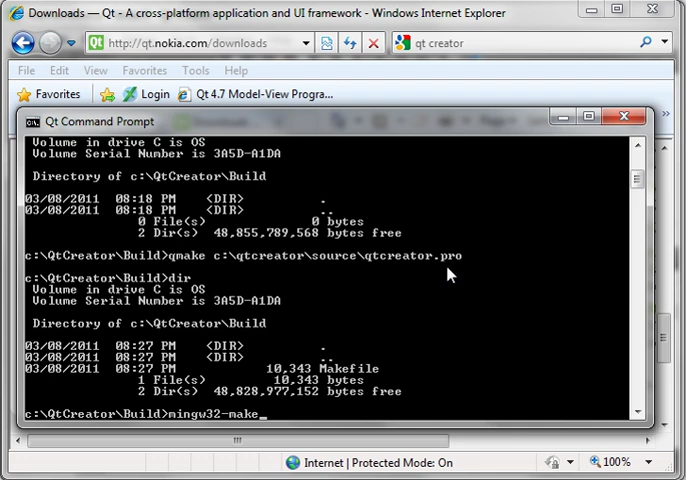 Downloads — Qt - A cross-platform application and UI framework - Windows Internet Explorer
http://qt.nokia.com/downloads
qt creator
File Edit View Favorites Tools Help
Favorites Login Qt 4.7 Model-View Progra...
Qt Command Prompt
Volume in drive C is OS
Volume Serial Number is 3A5D-A1DA
Directory of c:\QtCreator\Build
03/08/2011 08:18 PM <DIR> .
03/08/2011 08:18 PM <DIR> ..
0 File(s) 0 bytes
2 Dir(s) 48,855,789,568 bytes free
c:\QtCreator\Build>qmake c:\qtcreator\source\qtcreator.pro
c:\QtCreator\Build>dir
Volume in drive C is OS
Volume Serial Number is 3A5D-A1DA
Directory of c:\QtCreator\Build
03/08/2011 08:27 PM <DIR> .
03/08/2011 08:27 PM <DIR> ..
03/08/2011 08:27 PM 10,343 Makefile
1 File(s) 10,343 bytes
2 Dir(s) 48,828,977,152 bytes free
c:\QtCreator\Build>mingw32-make_
Internet | Protected Mode: On
100%